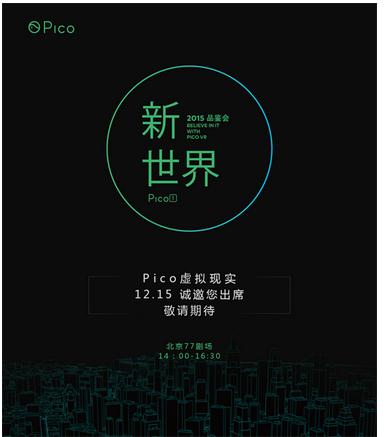 Pico
新
世界
2015 品鉴会
BELIEVE IN IT
WITH
PICO VR
Pico 1
Pico虚拟现实
12.15 诚邀您出席
敬请期待
北京77剧场
14：00-16:30